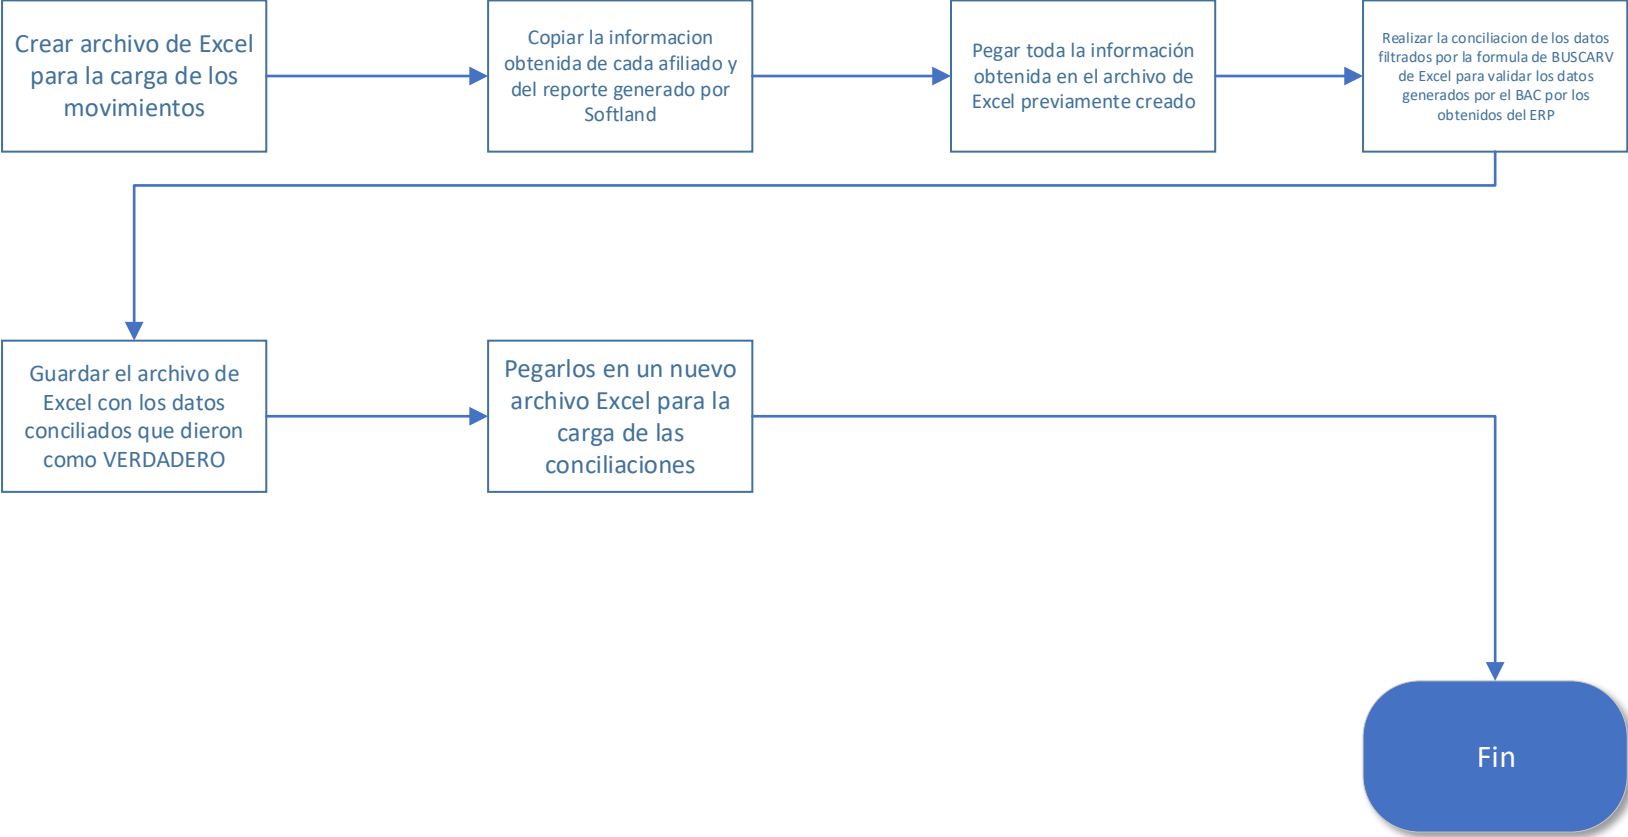 Crear archivo de Excel
para la carga de los
movimientos
Copiar la informacion
obtenida de cada afiliado y
del reporte generado por
Softland
Pegar toda la información
obtenida en el archivo de
Excel previamente creado
Realizar la conciliacion de los datos
filtrados por la formula de BUSCARV
de Excel para validar los datos
generados por el BAC por los
obtenidos del ERP
Guardar el archivo de
Excel con los datos
conciliados que dieron
como VERDADERO
Pegarlos en un nuevo
archivo Excel para la
carga de las
conciliaciones
Fin